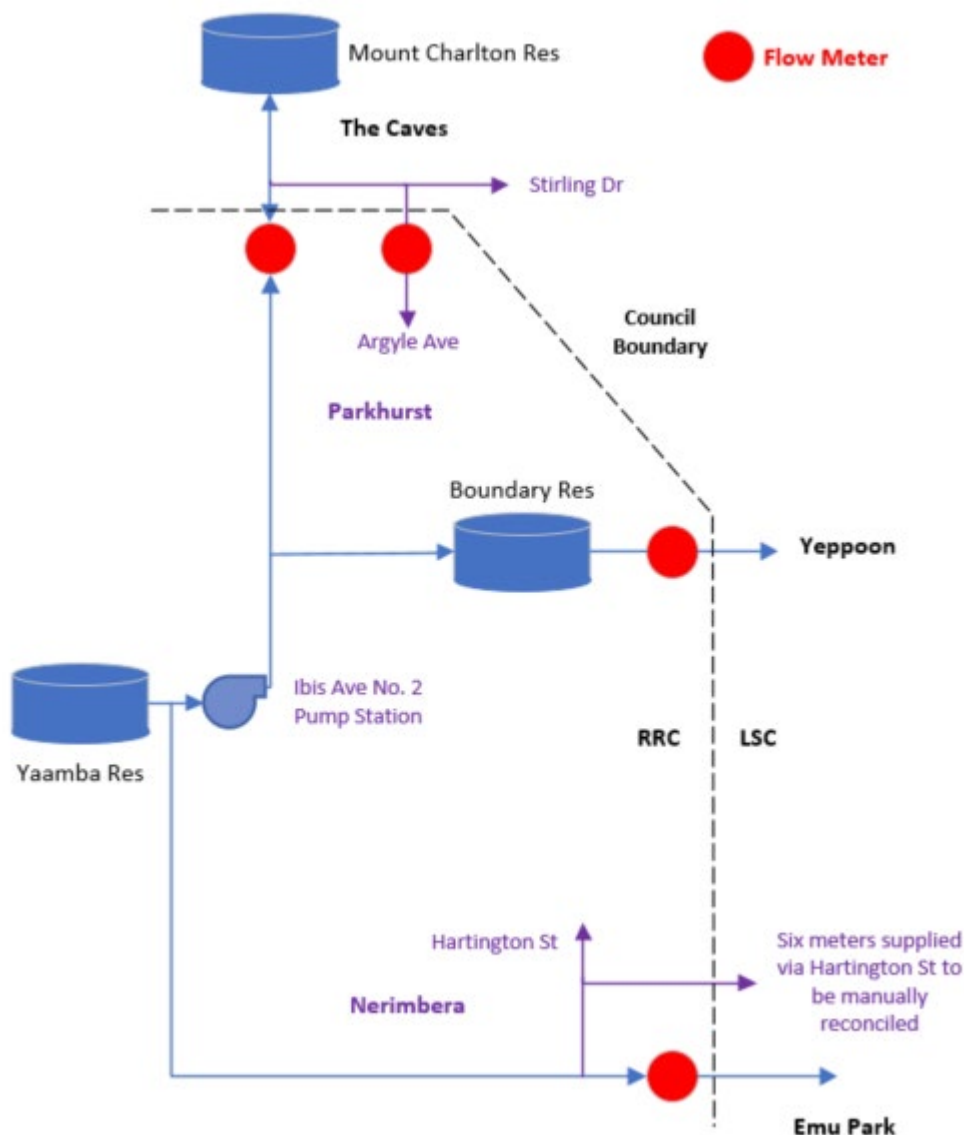 Mount Charlton Res
Flow Meter
The Caves
Stirling Dr
Council
Boundary
Argyle Ave
Parkhurst
Boundary Res
Yeppoon
Ibis Ave No. 2
Pump Station
RRC
LSC
Yaamba Res
Hartington St
Six meters supplied
via Hartington St to
be manually
reconciled
Nerimbera
Emu Park